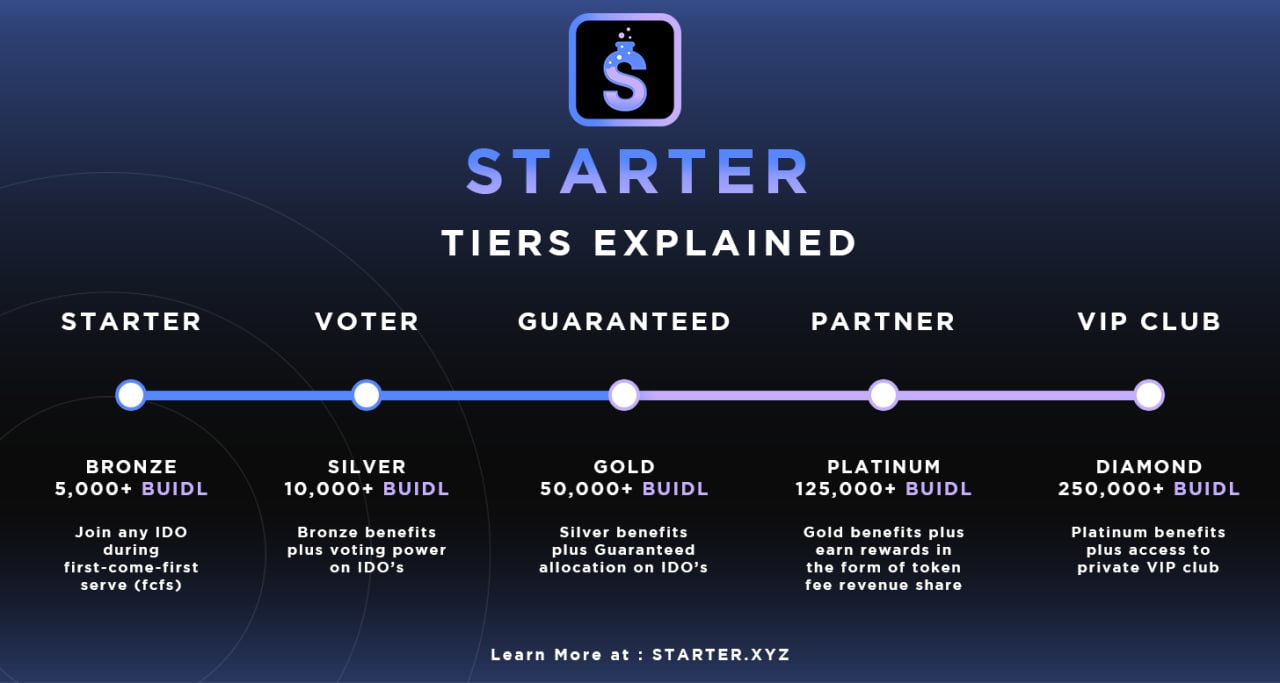 S
STARTER
TIERS EXPLAINED
STARTER
VOTER
GUARANTEED
PARTNER
VIP CLUB
BRONZE
5,000+ BUIDL
Join any IDO
during
first-come-first
serve (fcfs)
SILVER
10,000+ BUIDL
Bronze benefits
plus voting power
on IDO's
GOLD
50,000+ BUIDL
Silver benefits
plus Guaranteed
allocation on IDO's
PLATINUM
125,000+ BUIDL
Gold benefits plus
earn rewards in
the form of token
fee revenue share
DIAMOND
250,000+ BUIDL
Platinum benefits
plus access to
private VIP club
Learn More at : STARTER.XYZ